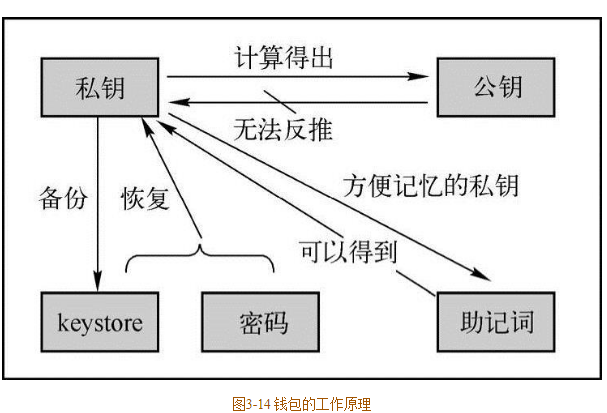 计算得出
私钥
公钥
无法反推
方便记忆的私钥
备份
恢复
可以得到
keystore
密码
助记词
图3-14 钱包的工作原理